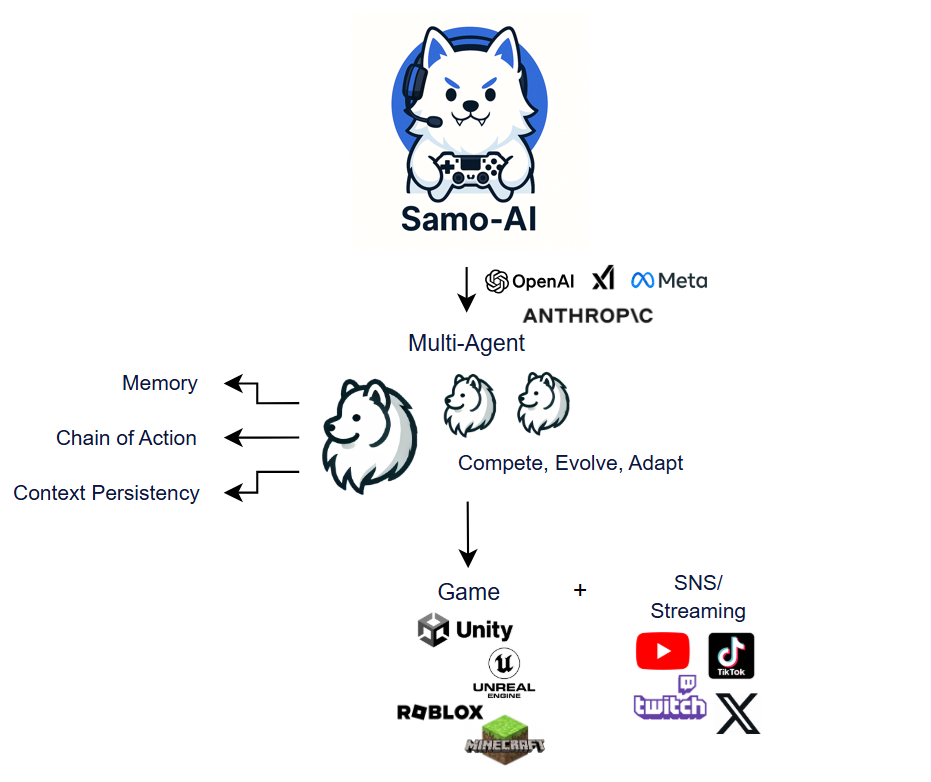 Samo-AI
OpenAI xI Meta
ANTHROP\C
Multi-Agent
Memory
Chain of Action
Context Persistency
Compete, Evolve, Adapt
Game + SNS/
Streaming
Unity
UNREAL
ENGINE
ROBLOX
MINECRAFT
TikTok
twitch
X